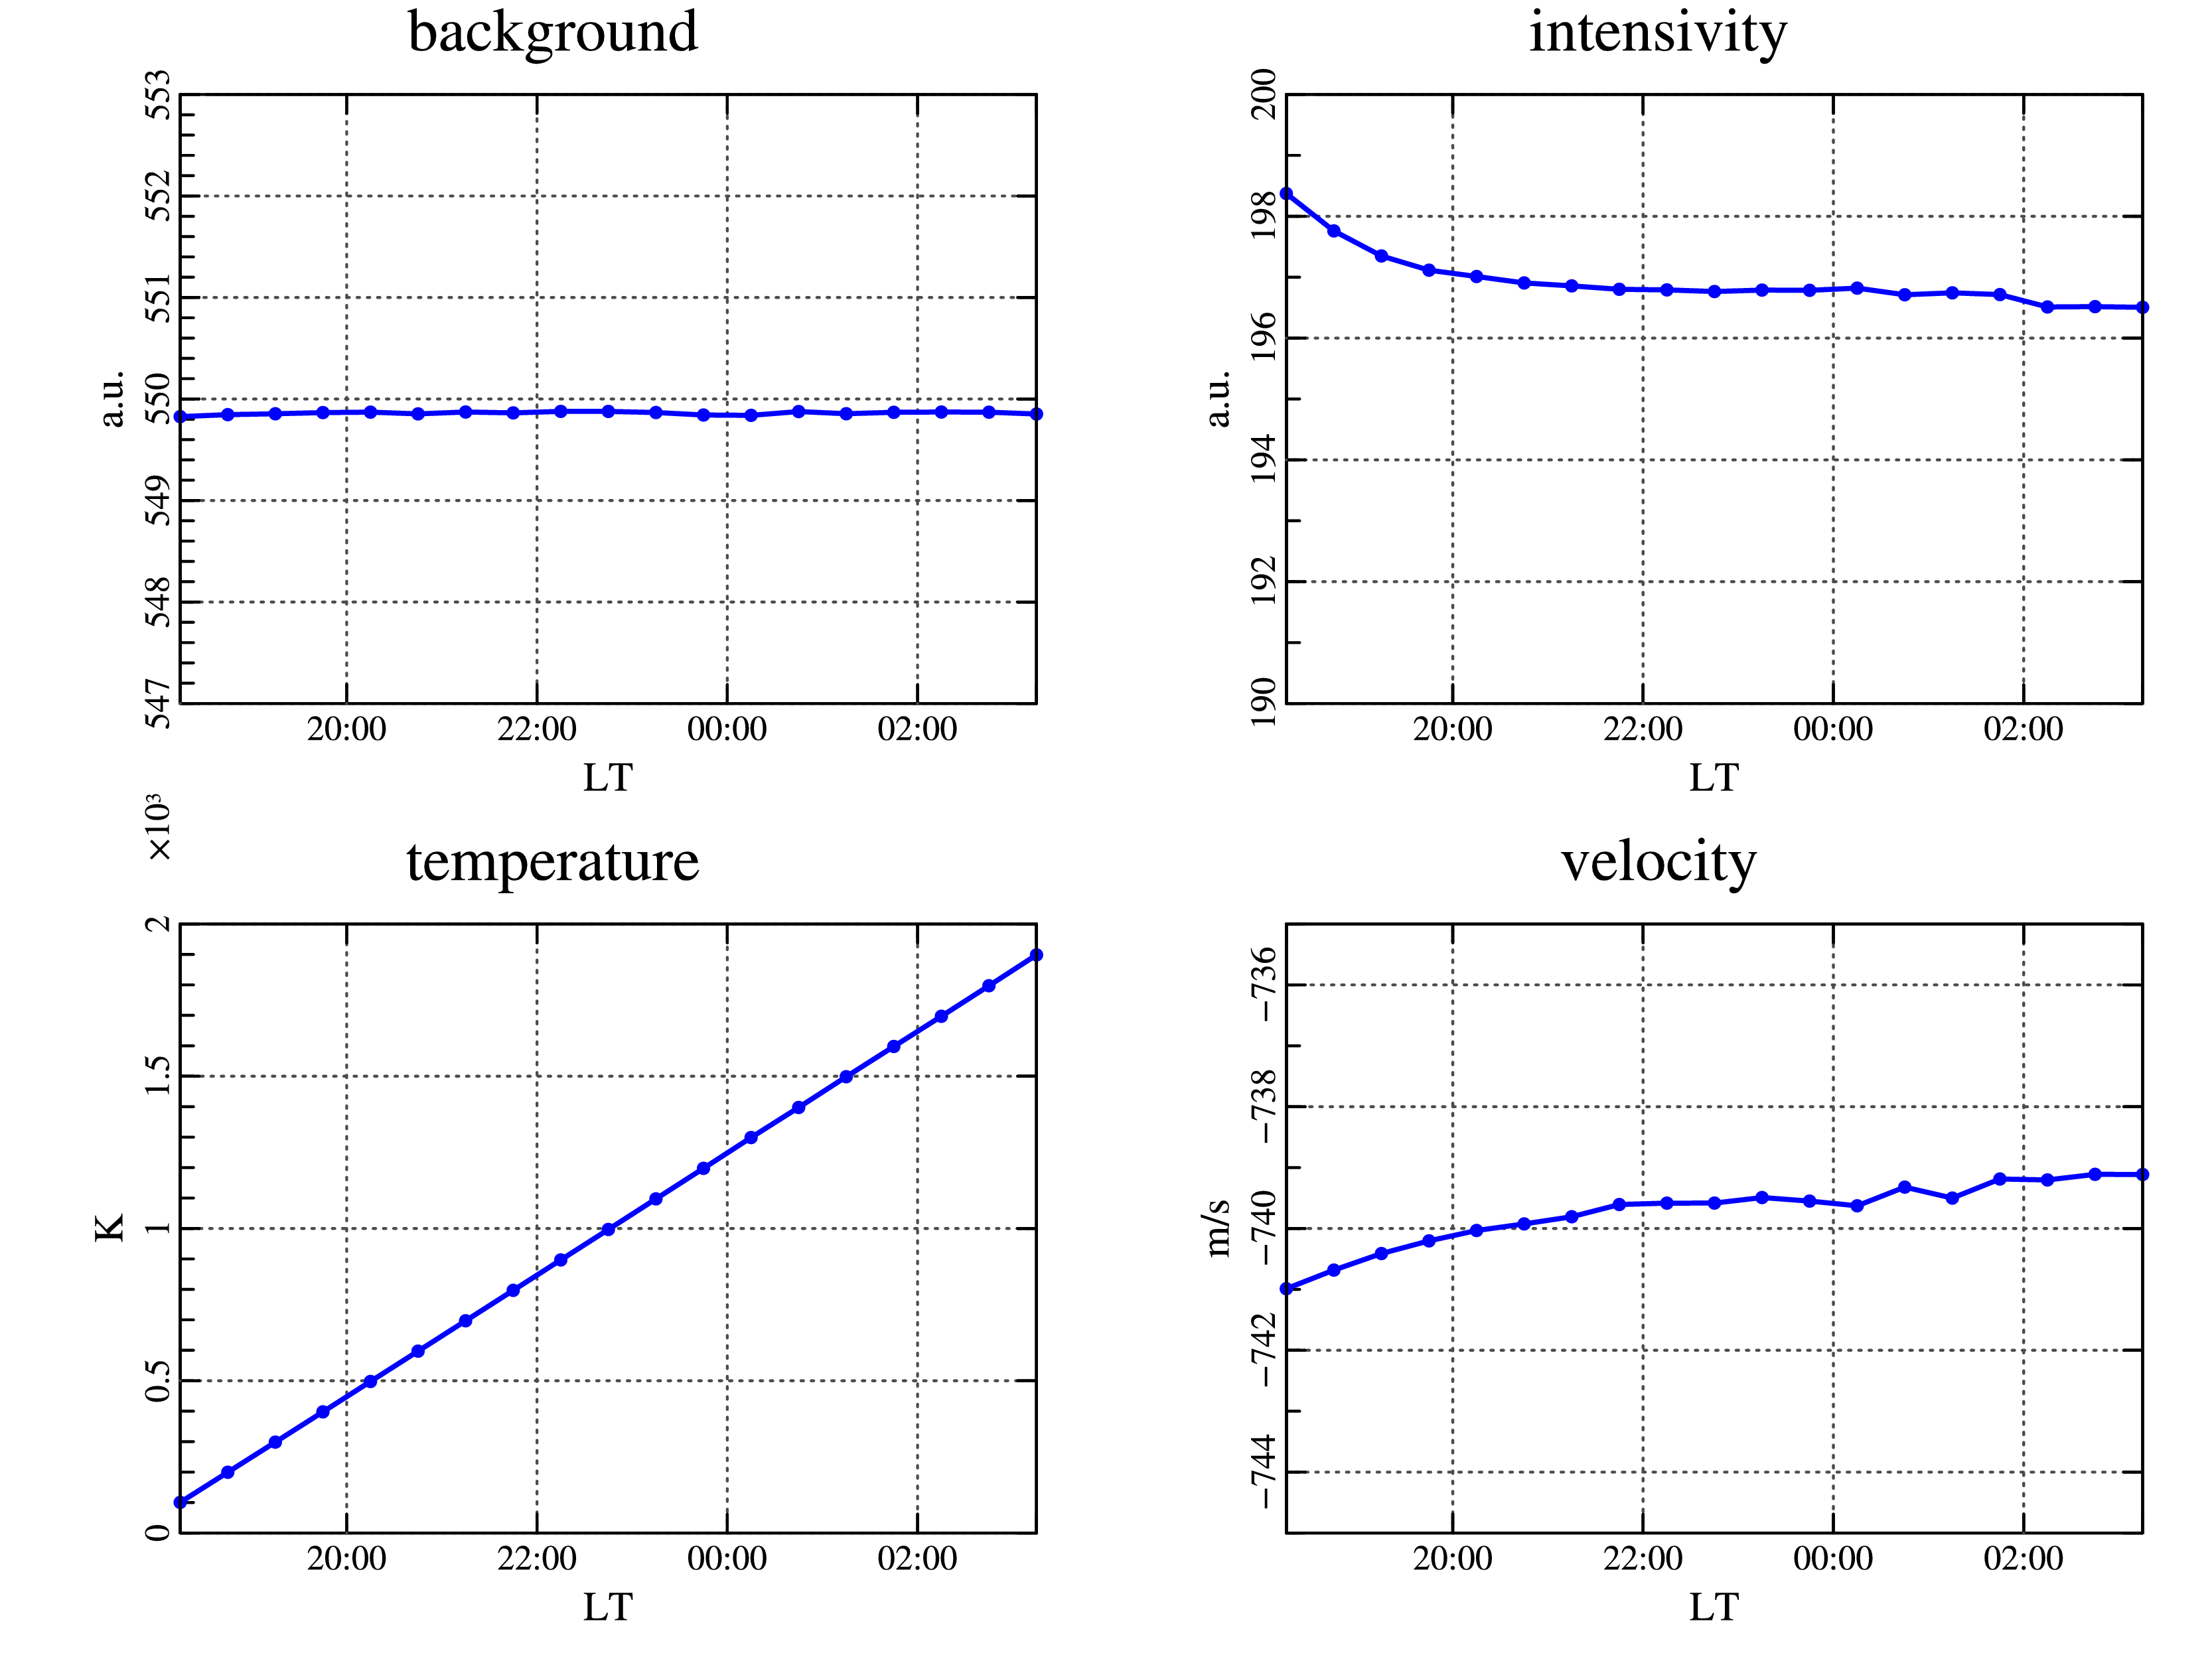 background
553
552
551
550
549
548
547
a.u.
20:00 22:00 00:00 02:00
LT
intensivity
200
198
196
194
192
190
a.u.
20:00 22:00 00:00 02:00
LT
temperature
×10³
2
1.5
1
0.5
0
K
20:00 22:00 00:00 02:00
LT
velocity
−736
−738
−740
−742
−744
m/s
20:00 22:00 00:00 02:00
LT